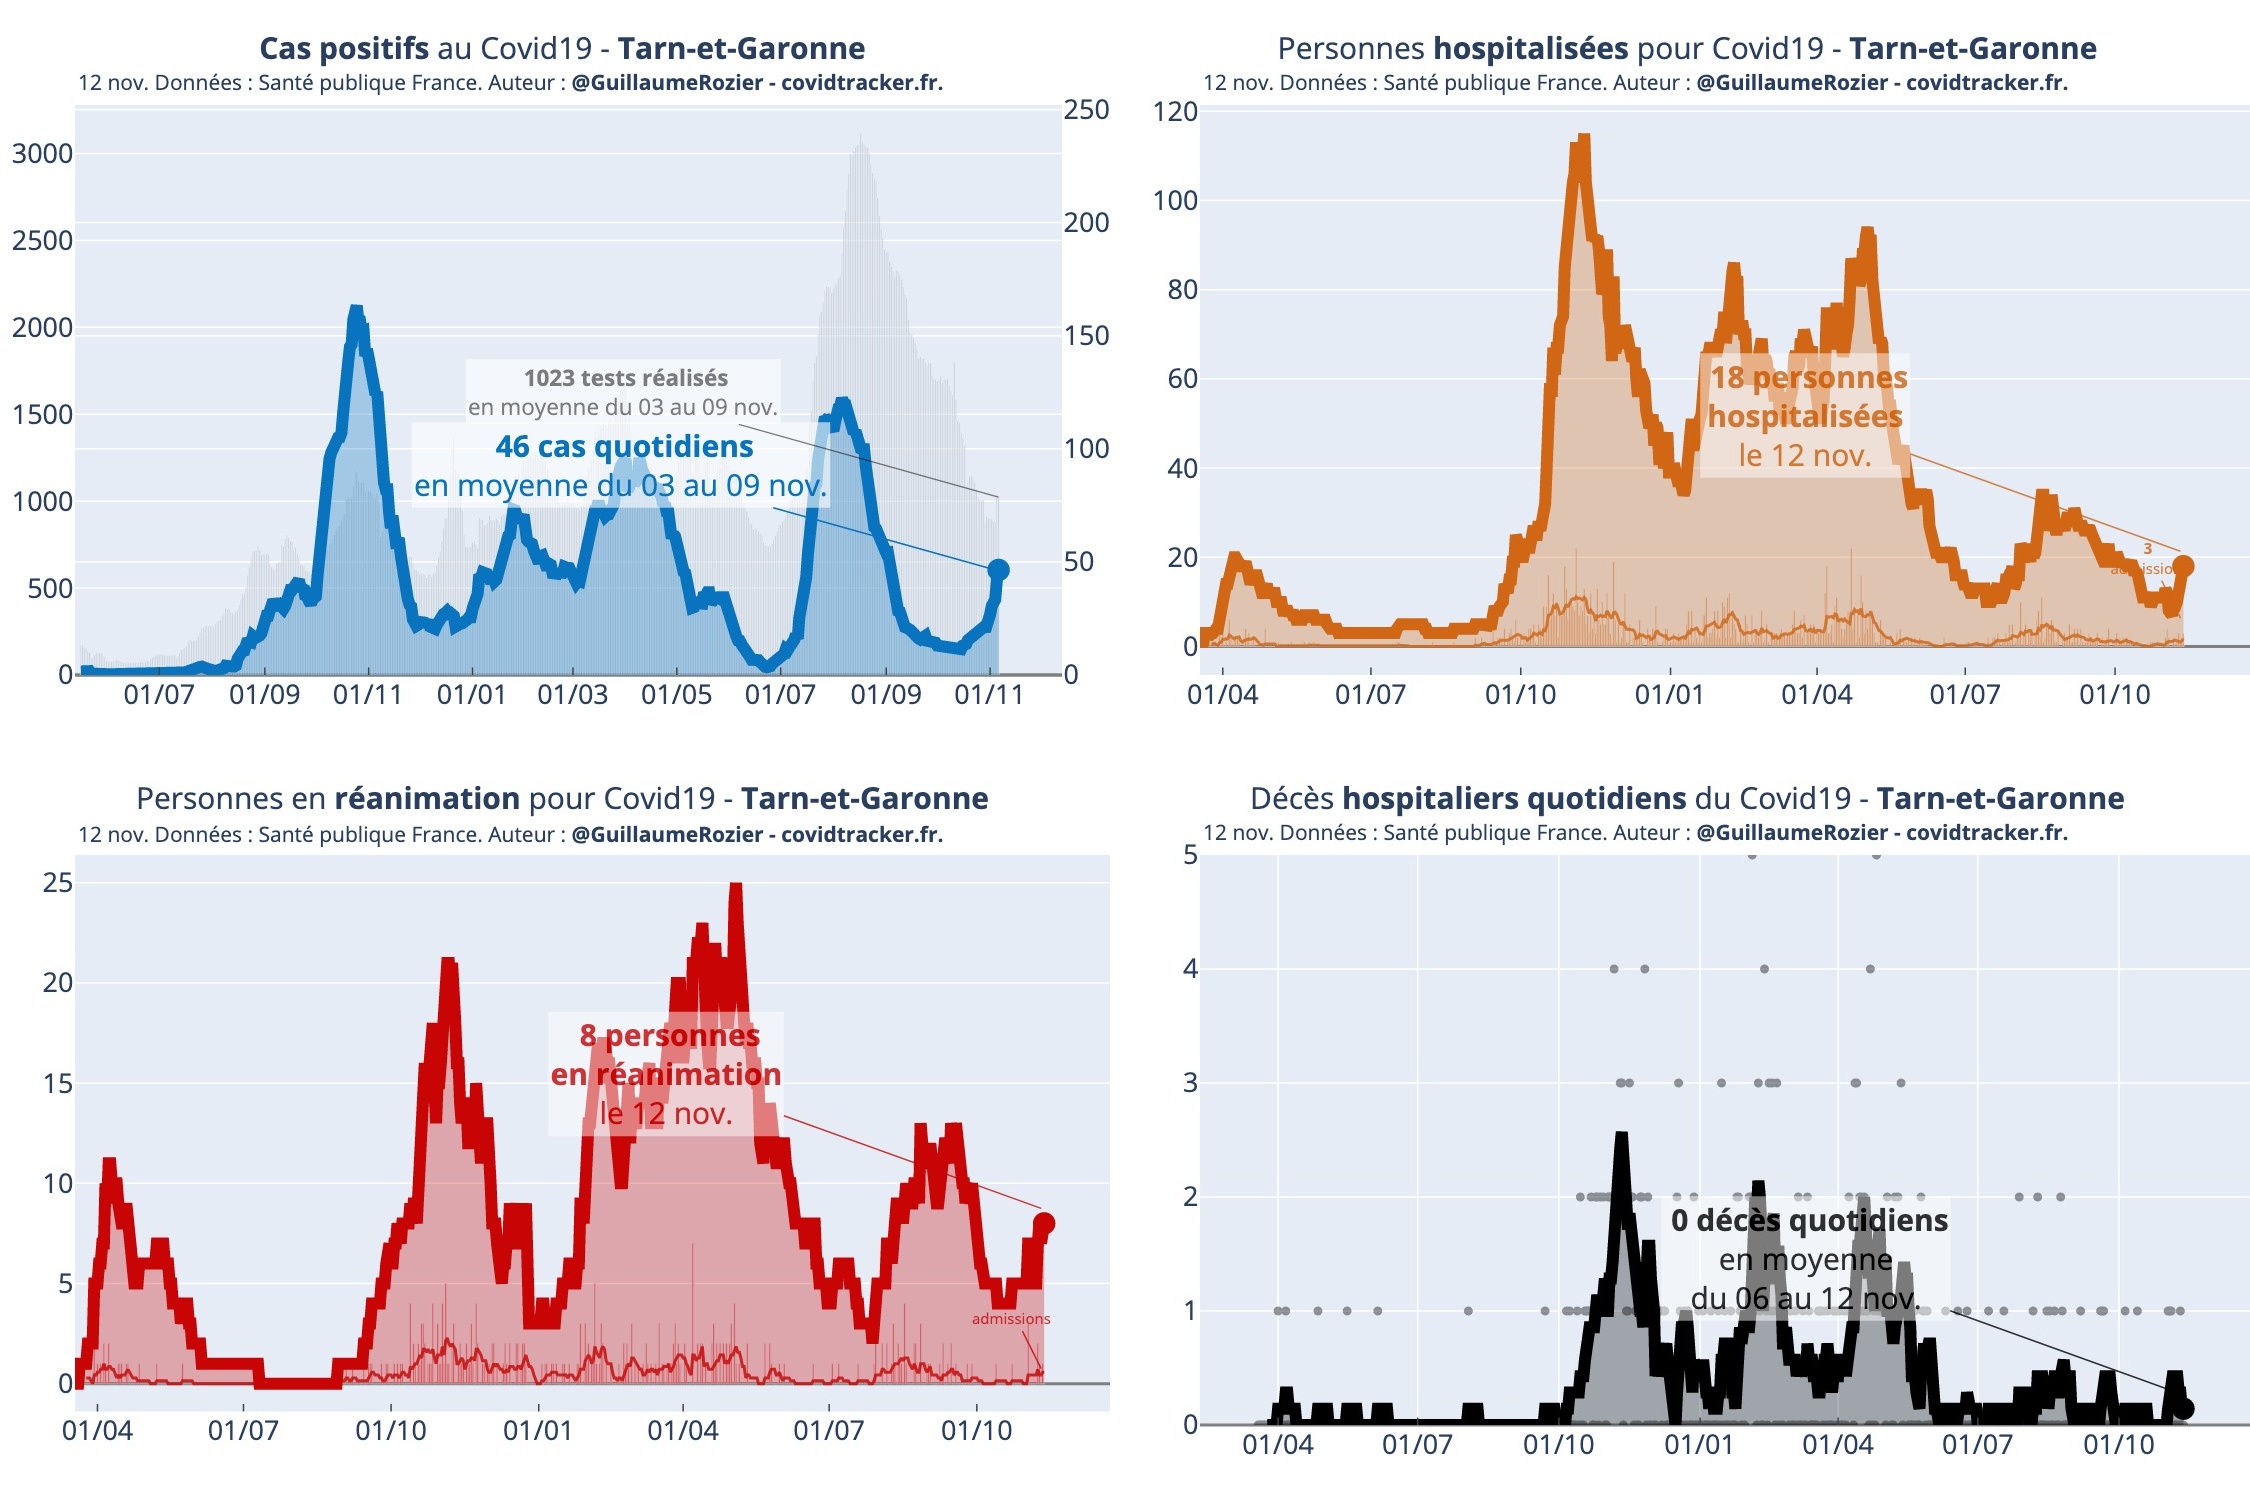 Cas positifs au Covid19 - Tarn-et-Garonne
12 nov. Données : Santé publique France. Auteur : @GuillaumeRozier - covidtracker.fr.
250
3000
2500
200
2000
150
1500
100
1000
50
500
0
0
1023 tests réalisés
en moyenne du 03 au 09 nov.
46 cas quotidiens
en moyenne du 03 au 09 nov.
01/07 01/09 01/11 01/01 01/03 01/05 01/07 01/09 01/11
Personnes hospitalisées pour Covid19 - Tarn-et-Garonne
12 nov. Données : Santé publique France. Auteur : @GuillaumeRozier - covidtracker.fr.
120
100
80
60
40
20
0
18 personnes
hospitalisées
le 12 nov.
3
admissions
01/04 01/07 01/10 01/01 01/04 01/07 01/10
Personnes en réanimation pour Covid19 - Tarn-et-Garonne
12 nov. Données : Santé publique France. Auteur : @GuillaumeRozier - covidtracker.fr.
25
20
15
10
5
0
8 personnes
en réanimation
le 12 nov.
admissions
01/04 01/07 01/10 01/01 01/04 01/07 01/10
Décès hospitaliers quotidiens du Covid19 - Tarn-et-Garonne
12 nov. Données : Santé publique France. Auteur : @GuillaumeRozier - covidtracker.fr.
5
4
3
2
1
0
0 décès quotidiens
en moyenne
du 06 au 12 nov.
01/04 01/07 01/10 01/01 01/04 01/07 01/10